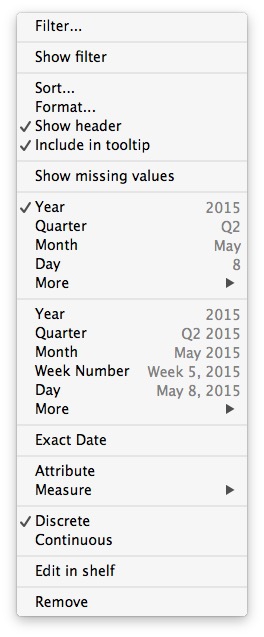 Filter...
Show filter
Sort...
Format...
Show header
Include in tooltip
Show missing values
Year 2015
Quarter Q2
Month May
Day 8
More
Year 2015
Quarter Q2 2015
Month May 2015
Week Number Week 5, 2015
Day May 8, 2015
More
Exact Date
Attribute
Measure
Discrete
Continuous
Edit in shelf
Remove